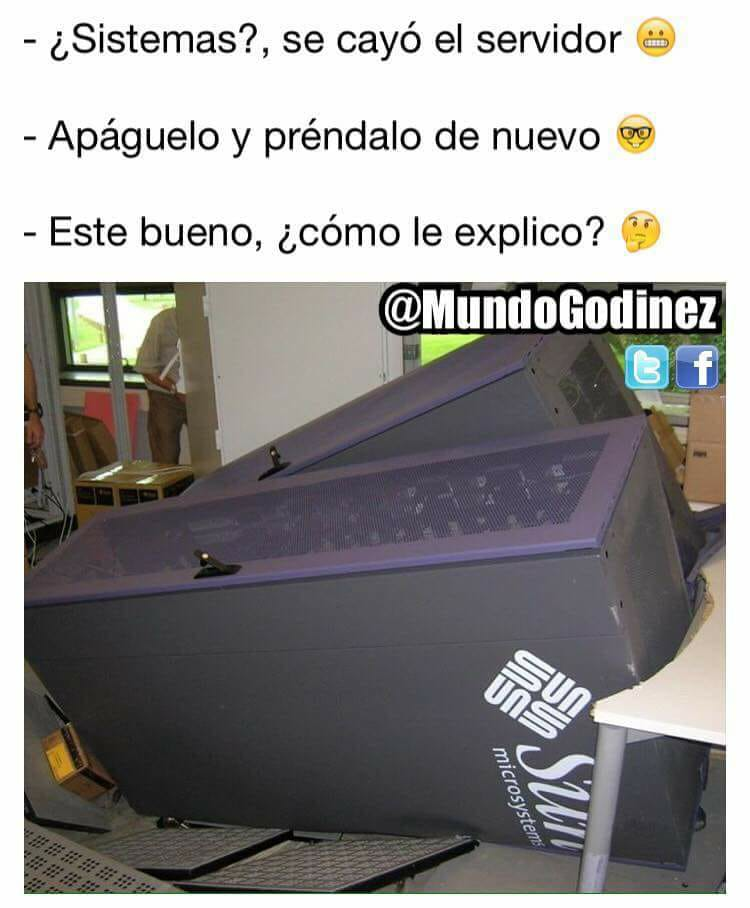 - ¿Sistemas?, se cayó el servidor 😬
- Apáguelo y préndalo de nuevo 🤓
- Este bueno, ¿cómo le explico? 🤔
@MundoGodinez
t f
Sun
microsystems